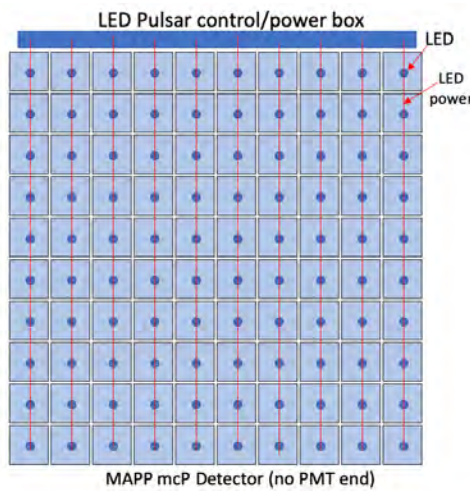 LED Pulsar control/power box
LED
LED
power
MAPP mcP Detector (no PMT end)